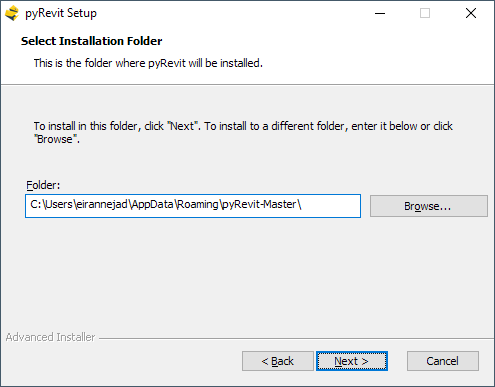 pyRevit Setup
Select Installation Folder
This is the folder where pyRevit will be installed.
To install in this folder, click "Next". To install to a different folder, enter it below or click
"Browse".
Folder:
C:\Users\eirannejad\AppData\Roaming\pyRevit-Master\
Browse...
Advanced Installer
< Back
Next >
Cancel